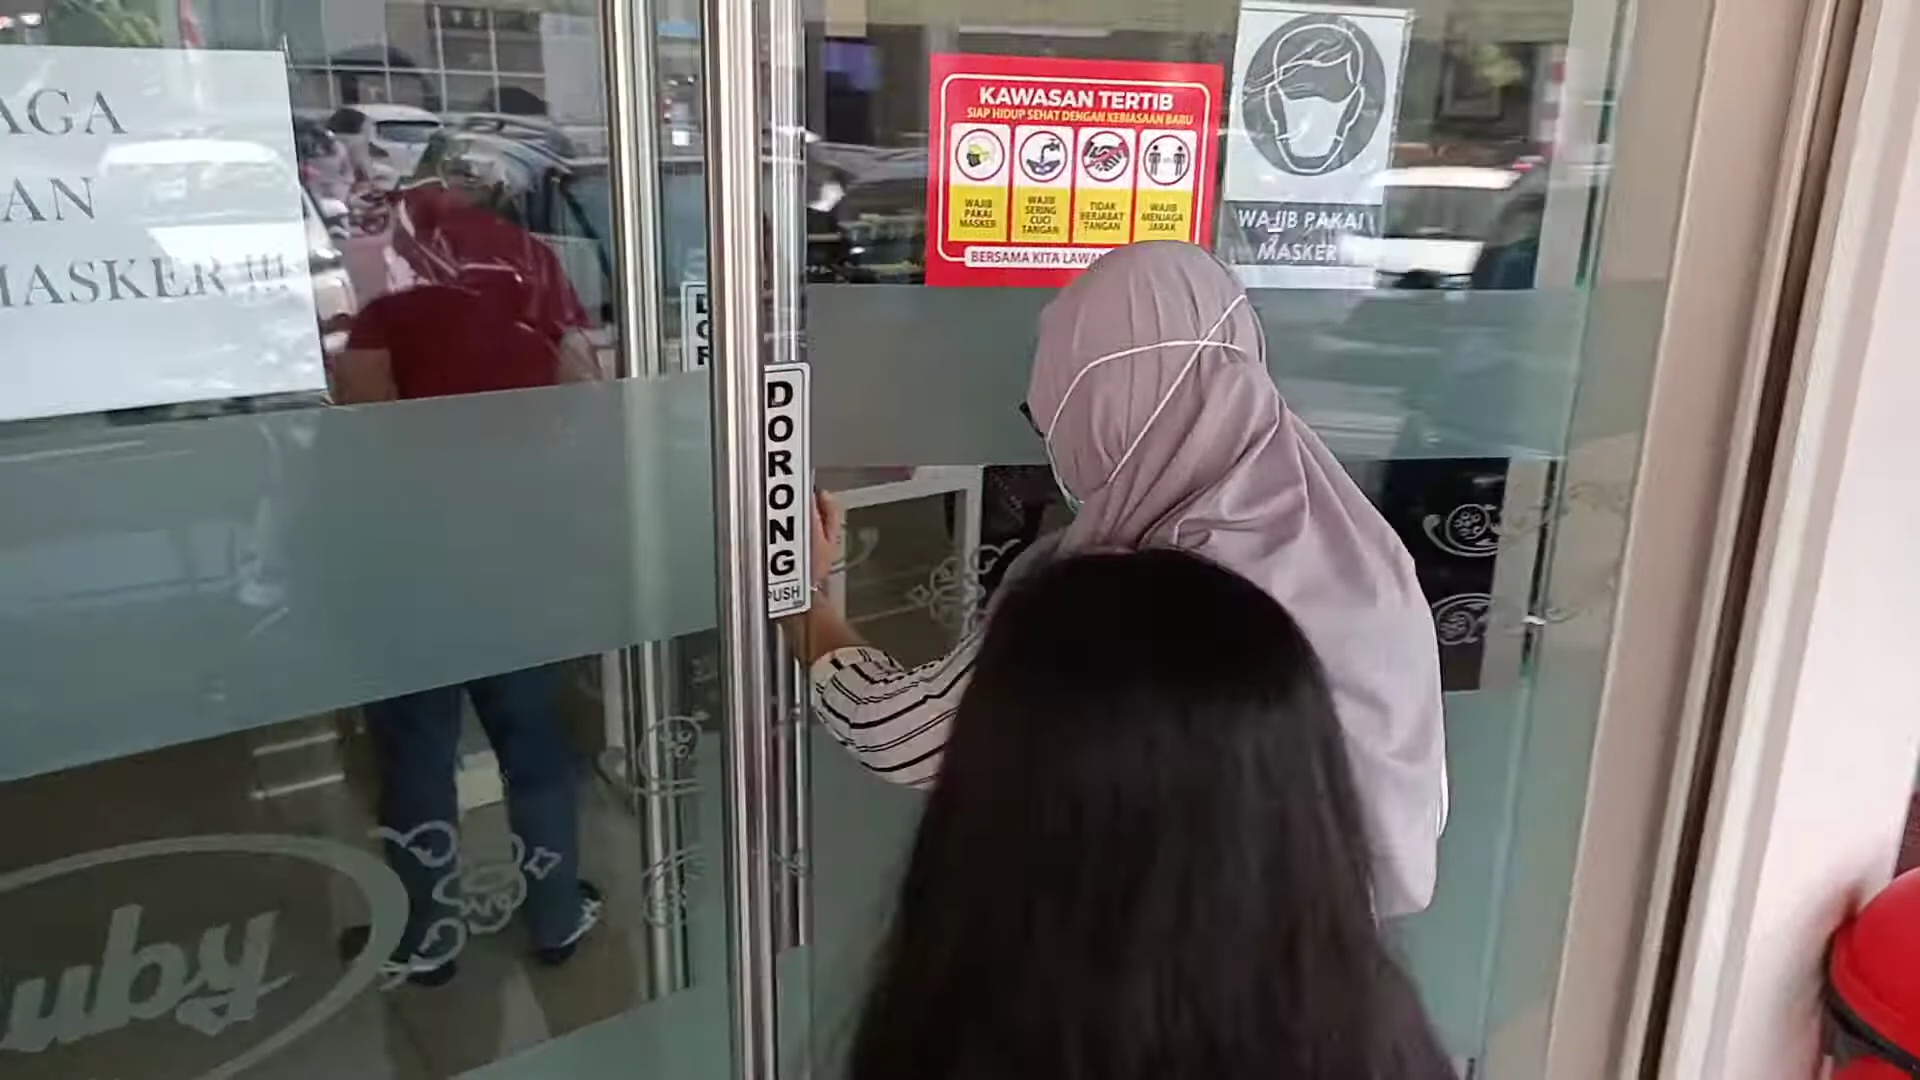 AGA
AN
MASKER !!!
KAWASAN TERTIB
SIAP HIDUP SEHAT DENGAN KEBIASAAN BARU
WAJIB
PAKAI
MASKER
WAJIB
SERING
CUCI
TANGAN
TIDAK
BERJABAT
TANGAN
WAJIB
MENJAGA
JARAK
BERSAMA KITA LAWAN
WAJIB PAKAI
MASKER
DORONG
PUSH
uby